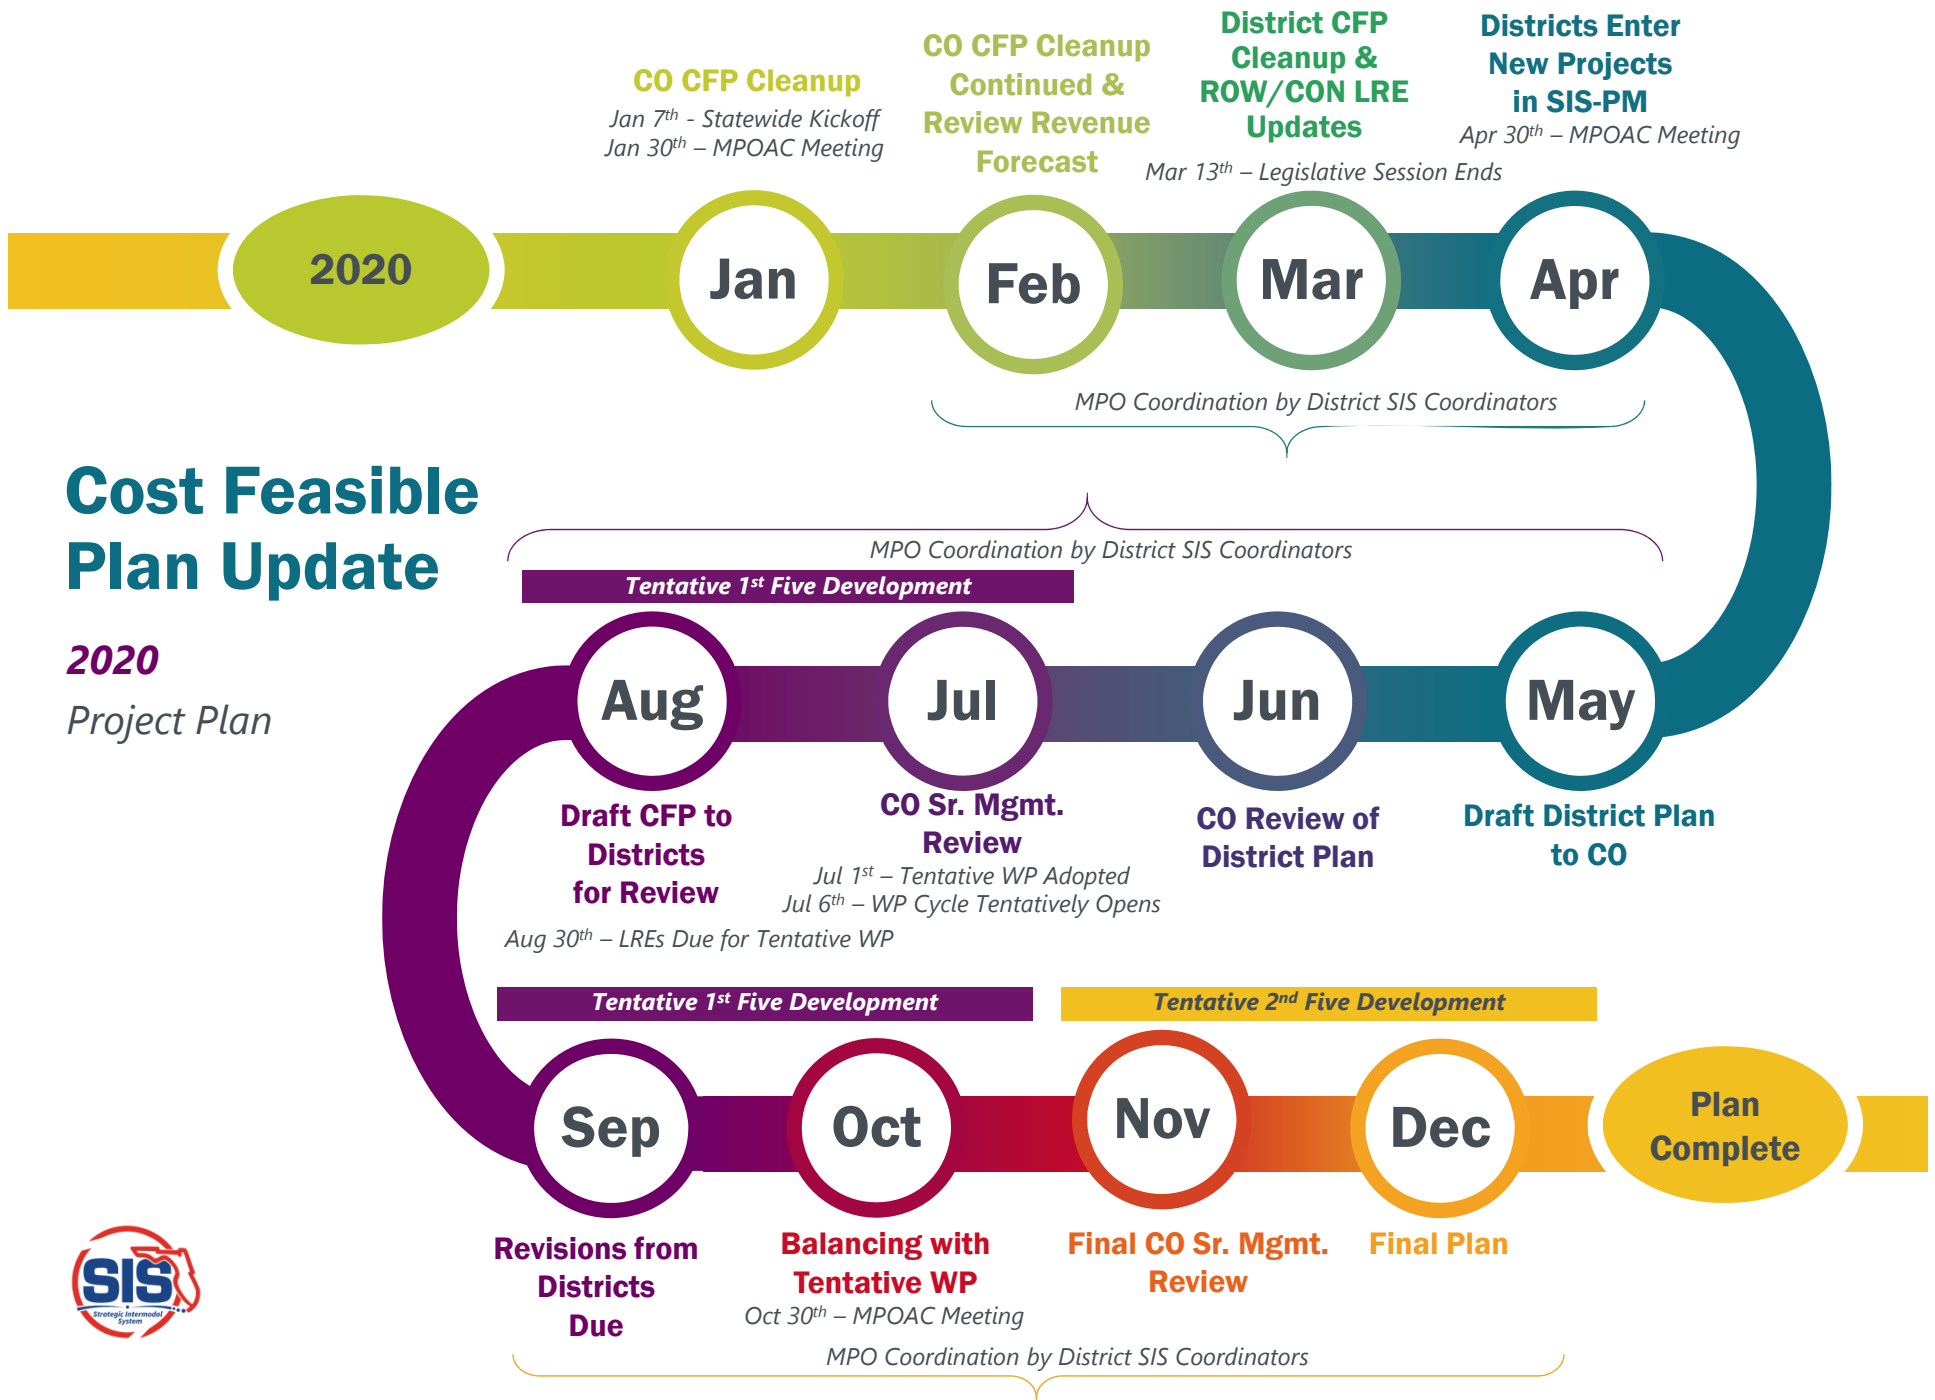 CO CFP Cleanup
Jan 7th - Statewide Kickoff
Jan 30th – MPOAC Meeting
CO CFP Cleanup
Continued &
Review Revenue
Forecast
District CFP
Cleanup &
ROW/CON LRE
Updates
Mar 13th – Legislative Session Ends
Districts Enter
New Projects
in SIS-PM
Apr 30th – MPOAC Meeting
2020
Jan
Feb
Mar
Apr
MPO Coordination by District SIS Coordinators
Cost Feasible
Plan Update
2020
Project Plan
MPO Coordination by District SIS Coordinators
Tentative 1st Five Development
Aug
Jul
Jun
May
Draft CFP to
Districts
for Review
Aug 30th – LREs Due for Tentative WP
CO Sr. Mgmt.
Review
Jul 1st – Tentative WP Adopted
Jul 6th – WP Cycle Tentatively Opens
CO Review of
District Plan
Draft District Plan
to CO
Tentative 1st Five Development
Tentative 2nd Five Development
Sep
Oct
Nov
Dec
Plan
Complete
Revisions from
Districts
Due
Balancing with
Tentative WP
Oct 30th – MPOAC Meeting
Final CO Sr. Mgmt.
Review
Final Plan
MPO Coordination by District SIS Coordinators
SIS
Strategic Intermodal
System